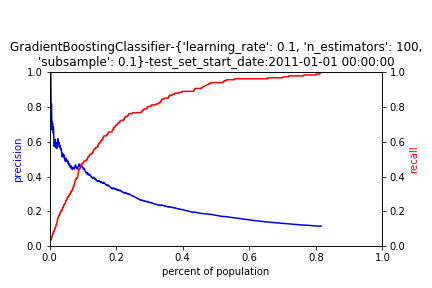 GradientBoostingClassifier-{'learning_rate': 0.1, 'n_estimators': 100,
'subsample': 0.1}-test_set_start_date:2011-01-01 00:00:00
1.0 1.0
0.8 0.8
0.6 0.6
precision recall
0.4 0.4
0.2 0.2
0.0 0.0
0.0 0.2 0.4 0.6 0.8 1.0
percent of population